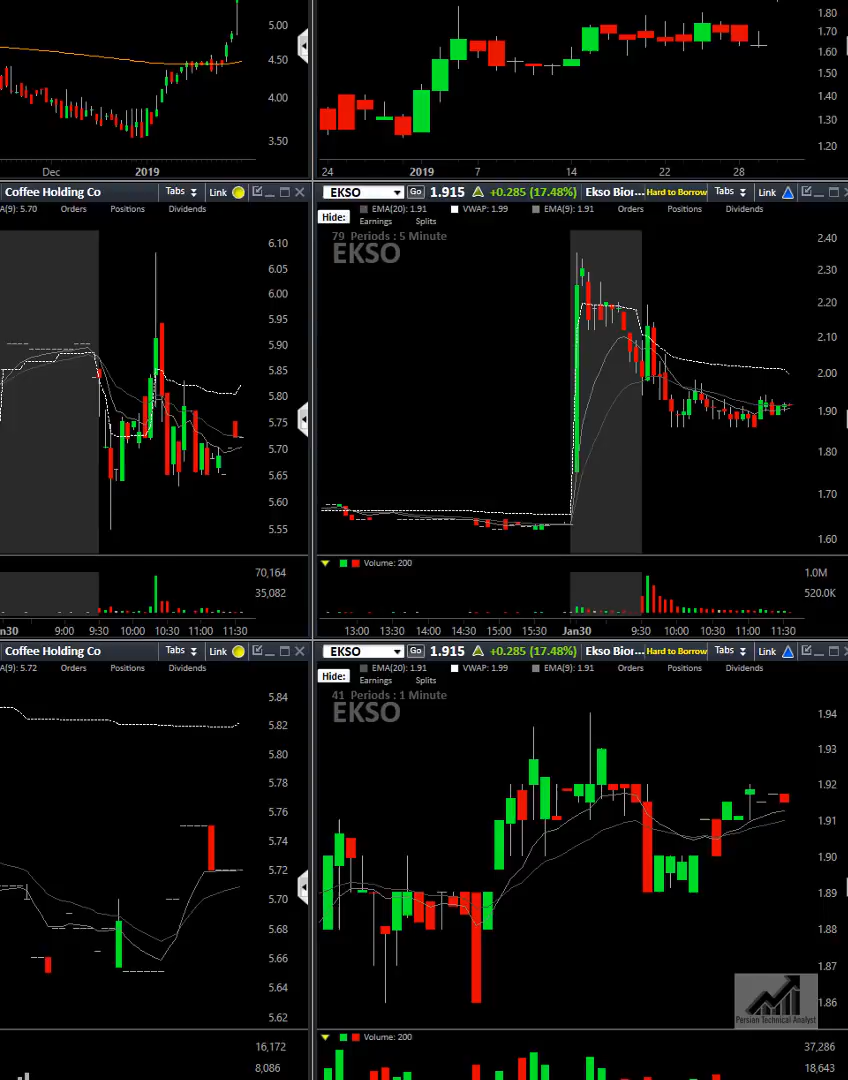 5.00
4.50
4.00
3.50
Dec 2019
1.80
1.70
1.60
1.50
1.40
1.30
1.20
24 2019 7 14 22 28
Coffee Holding Co Tabs Link
A(9): 5.70 Orders Positions Dividends
6.10
6.05
6.00
5.95
5.90
5.85
5.80
5.75
5.70
5.65
5.60
5.55
70,164
35,082
n30 9:00 9:30 10:00 10:30 11:00 11:30
EKSO Go 1.915 +0.285 (17.48%) Ekso Bior... Hard to Borrow Tabs Link
Hide: EMA(20): 1.91 VWAP: 1.99 EMA(9): 1.91 Orders Positions Dividends
Earnings Splits
79 Periods : 5 Minute
EKSO
2.40
2.30
2.20
2.10
2.00
1.90
1.80
1.70
1.60
Volume: 200
1.0M
520.0K
13:00 13:30 14:00 14:30 15:00 15:30 Jan30 9:30 10:00 10:30 11:00 11:30
Coffee Holding Co Tabs Link
A(9): 5.72 Orders Positions Dividends
5.84
5.82
5.80
5.78
5.76
5.74
5.72
5.70
5.68
5.66
5.64
5.62
16,172
8,086
EKSO Go 1.915 +0.285 (17.48%) Ekso Bior... Hard to Borrow Tabs Link
Hide: EMA(20): 1.91 VWAP: 1.99 EMA(9): 1.91 Orders Positions Dividends
Earnings Splits
41 Periods : 1 Minute
EKSO
1.94
1.93
1.92
1.91
1.90
1.89
1.88
1.87
1.86
Persian Technical Analyst
Volume: 200
37,286
18,643